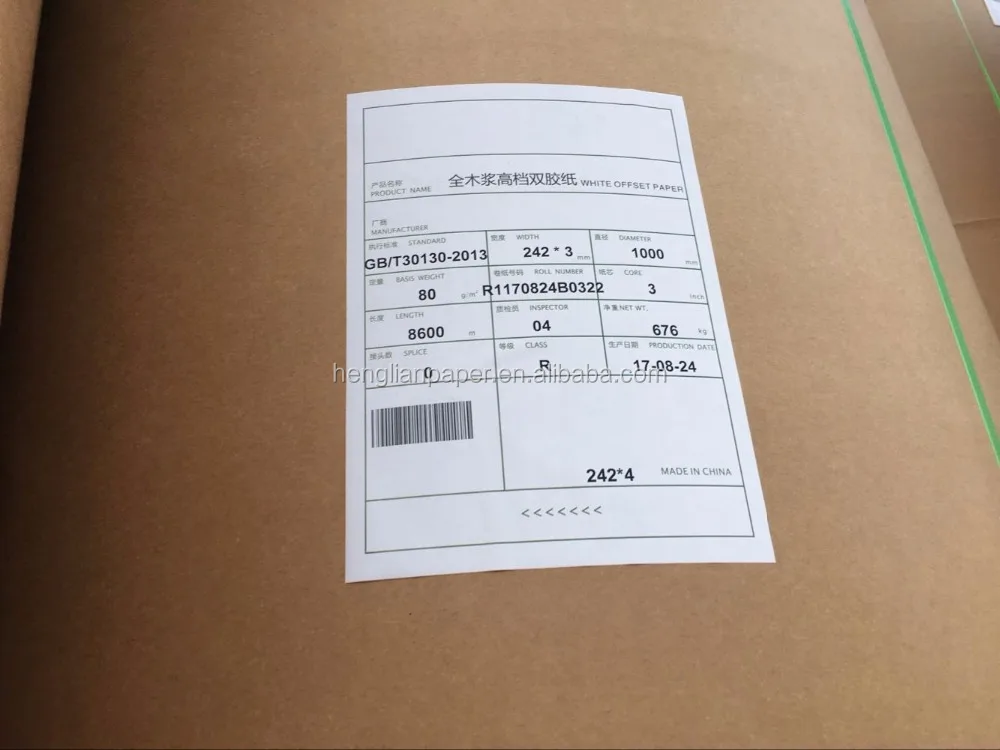 产品名称
PRODUCT NAME
全木浆高档双胶纸 WHITE OFFSET PAPER
厂商
MANUFACTURER
执行标准 STANDARD
GB/T30130-2013
宽度 WIDTH
242 * 3 mm
直径 DIAMETER
1000 mm
定量 BASIS WEIGHT
80 g/m²
卷纸号码 ROLL NUMBER
R1170824B0322
纸芯 CORE
3 inch
长度 LENGTH
8600 m
质检员 INSPECTOR
04
净重 NET WT.
676 kg
接头数 SPLICE
0
等级 CLASS
R
生产日期 PRODUCTION DATE
17-08-24
henglianpaper.en.alibaba.com
242*4 MADE IN CHINA
<<<<<<<